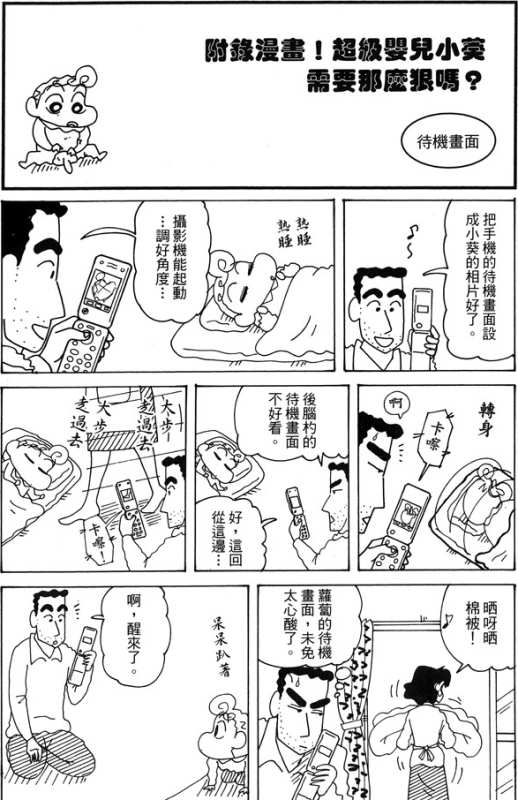 附錄漫畫！超級嬰兒小葵
需要那麼狠嗎？
待機畫面
把手機的待機畫面設
成小葵的相片好了。
熟睡
熟睡
攝影機能起動
…調好角度…
轉身
卡嚓
啊
後腦杓的
待機畫面
不好看。
好，這回
從這邊…
大步
走過去
大步
走過去
卡嚓！
晒呀晒
棉被！
蘿蔔的待機
畫面，未免
太心酸了。
呆呆趴著
啊，醒來了。